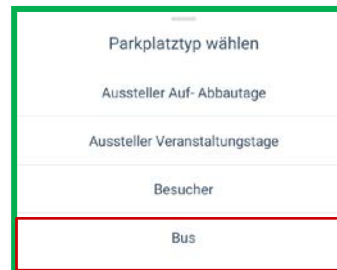 Parkplatztyp wählen
Aussteller Auf- Abbautage
Aussteller Veranstaltungstage
Besucher
Bus